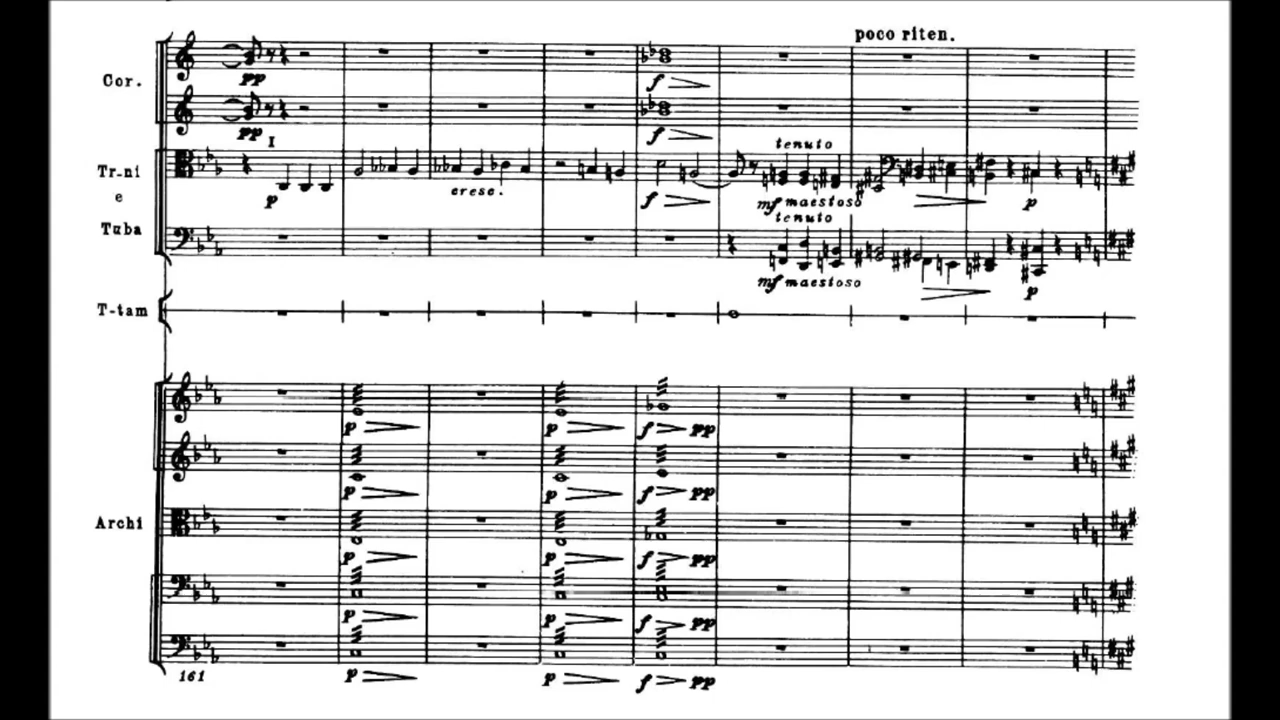 poco riten.
Cor.
pp
f
pp
f
I
tenuto
Tr-ni
e
Tuba
p
cresc.
f
mf maestoso
p
tenuto
mf maestoso
p
T-tam
p
p
f pp
p
p
f pp
Archi
p
p
f pp
p
p
f pp
161
p
p
f pp